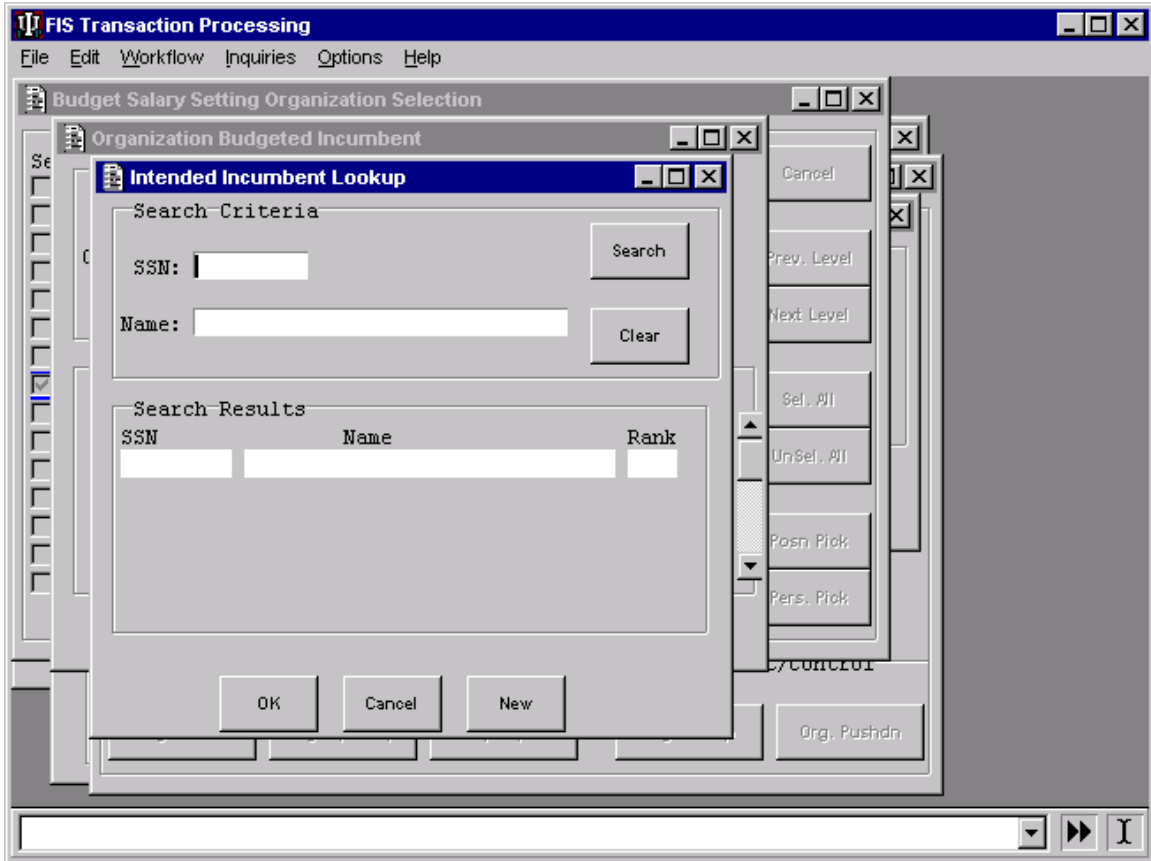 FIS Transaction Processing
File Edit Workflow Inquiries Options Help
Budget Salary Setting Organization Selection
Organization Budgeted Incumbent
Se
Intended Incumbent Lookup
Cancel
Search Criteria
SSN:
Search
Prev. Level
Name:
Clear
Next Level
Search Results
Sel. All
SSN Name Rank
UnSel. All
Posn Pick
Pers. Pick
OK Cancel New
Org. Pushdn